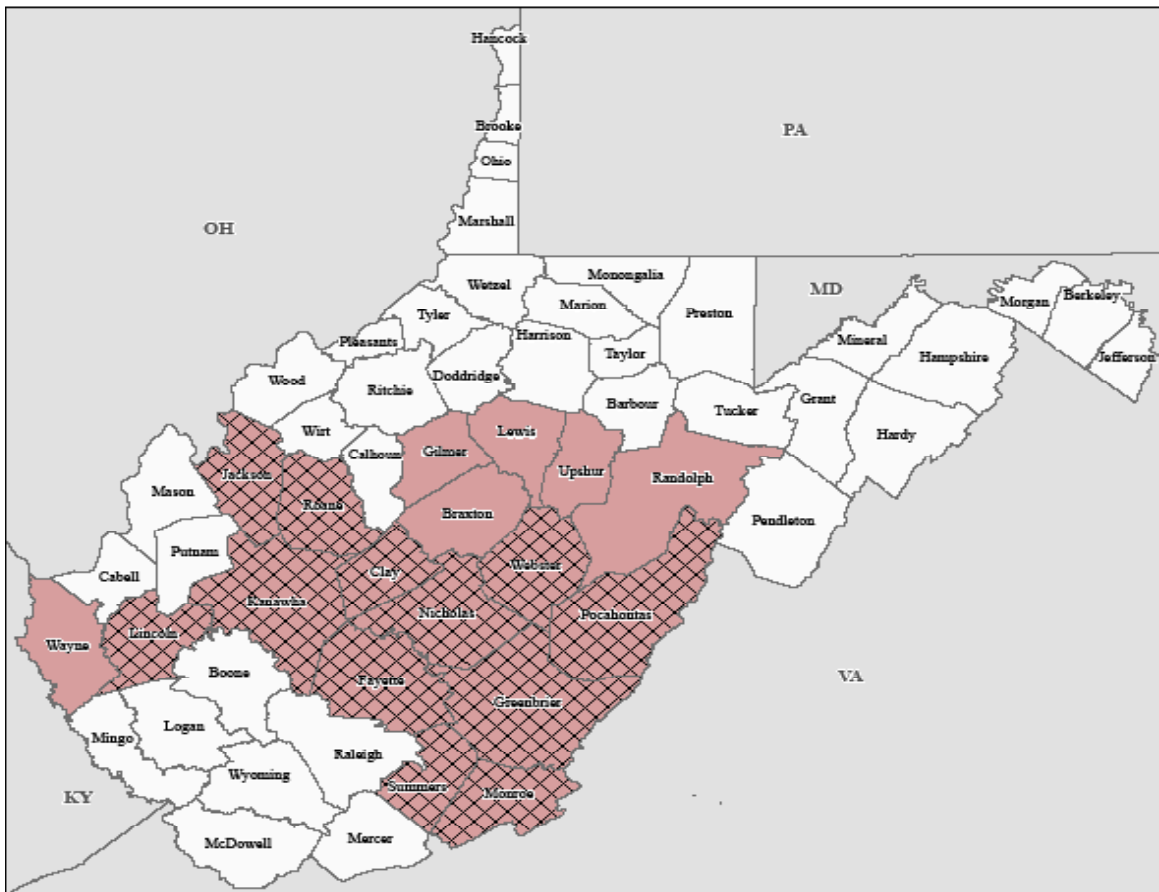 Hancock
PA
Brooke
Ohio
Marshall
OH
Monongalia
Wetzel
MD
Berkeley
Morgan
Marion
Preston
Tyler
Harrison
Mineral
Pleasants
Taylor
Hampshire
Jefferson
Doddridge
Wood
Ritchie
Barbour
Tucker
Grant
Wirt
Lewis
Hardy
Calhoun
Gilmer
Upshur
Jackson
Randolph
Mason
Roane
Braxton
Pendleton
Putnam
Webster
Cabell
Clay
Kanawha
Nicholas
Pocahontas
Lincoln
Wayne
Boone
VA
Fayette
Greenbrier
Logan
Mingo
Raleigh
Wyoming
Summers
Monroe
KY
Mercer
McDowell